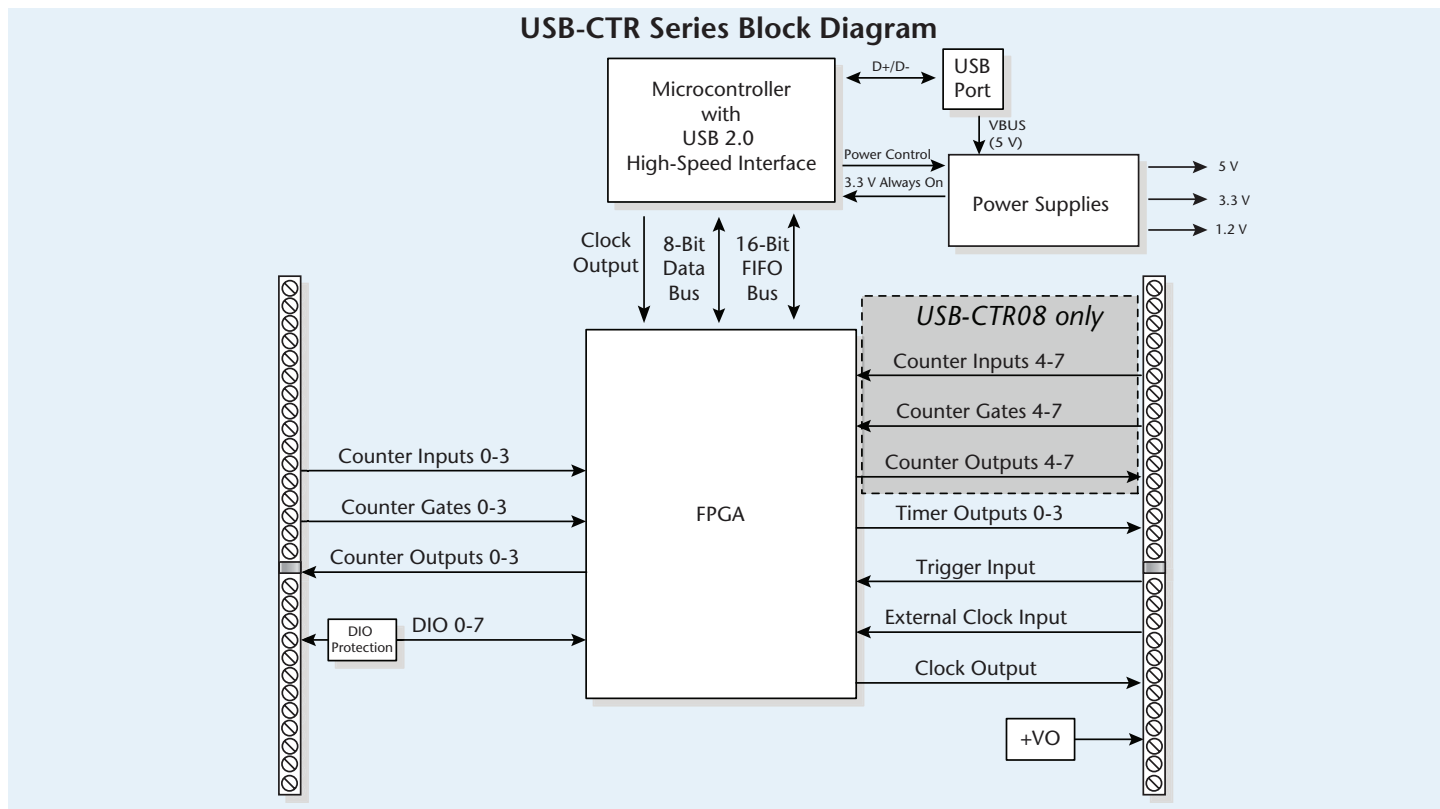 USB-CTR Series Block Diagram
Microcontroller
with
USB 2.0
High-Speed Interface
D+/D-
USB
Port
VBUS
(5 V)
Power Control
3.3 V Always On
Power Supplies
5 V
3.3 V
1.2 V
Clock
Output
8-Bit
Data
Bus
16-Bit
FIFO
Bus
USB-CTR08 only
Counter Inputs 4-7
Counter Gates 4-7
Counter Outputs 4-7
Counter Inputs 0-3
Counter Gates 0-3
Counter Outputs 0-3
DIO
Protection
DIO 0-7
FPGA
Timer Outputs 0-3
Trigger Input
External Clock Input
Clock Output
+VO